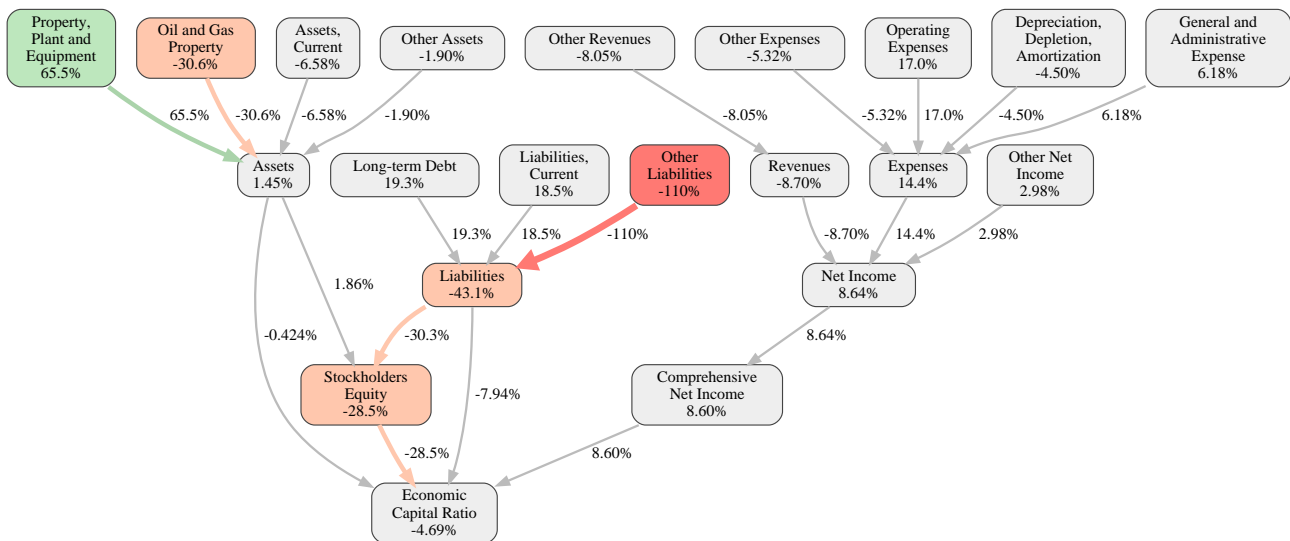 Property,
Plant and
Equipment
65.5%
Oil and Gas
Property
-30.6%
Assets,
Current
-6.58%
Other Assets
-1.90%
Other Revenues
-8.05%
Other Expenses
-5.32%
Operating
Expenses
17.0%
Depreciation,
Depletion,
Amortization
-4.50%
General and
Administrative
Expense
6.18%
65.5%
-30.6%
-6.58%
-1.90%
-8.05%
-5.32%
17.0%
-4.50%
6.18%
Assets
1.45%
Long-term Debt
19.3%
Liabilities,
Current
18.5%
Other
Liabilities
-110%
Revenues
-8.70%
Expenses
14.4%
Other Net
Income
2.98%
19.3%
18.5%
-110%
-8.70%
14.4%
2.98%
Liabilities
-43.1%
Net Income
8.64%
1.86%
-0.424%
-30.3%
8.64%
Stockholders
Equity
-28.5%
-7.94%
Comprehensive
Net Income
8.60%
-28.5%
8.60%
Economic
Capital Ratio
-4.69%